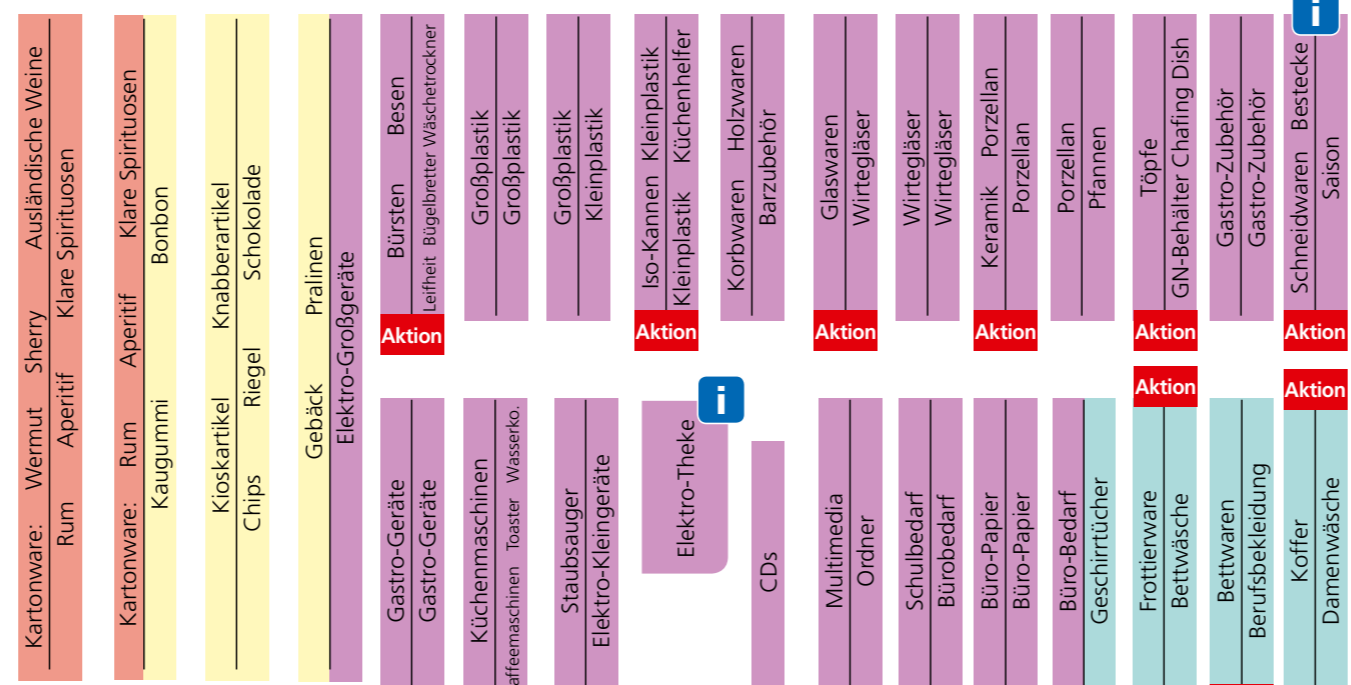 Kartonware: Wermut Sherry Ausländische Weine
Rum Aperitif Klare Spirituosen
Kartonware: Rum Aperitif Klare Spirituosen
Kaugummi Bonbon
Kioskartikel Knabberartikel
Chips Riegel Schokolade
Gebäck Pralinen
Elektro-Großgeräte
Bürsten Besen
Leifheit Bügelbretter Wäschetrockner
Aktion
Großplastik
Großplastik
Großplastik
Kleinplastik
Iso-Kannen Kleinplastik
Kleinplastik Küchenhelfer
Aktion
Korbwaren Holzwaren
Barzubehör
Glaswaren
Wirtegläser
Aktion
Wirtegläser
Wirtegläser
Keramik Porzellan
Porzellan
Aktion
Porzellan
Pfannen
Töpfe
GN-Behälter Chafing Dish
Aktion
Gastro-Zubehör
Gastro-Zubehör
i
Schneidwaren Bestecke
Saison
Aktion
Gastro-Geräte
Gastro-Geräte
Küchenmaschinen
affeemaschinen Toaster Wasserko.
Staubsauger
Elektro-Kleingeräte
i
Elektro-Theke
CDs
Multimedia
Ordner
Schulbedarf
Bürobedarf
Büro-Papier
Büro-Papier
Büro-Bedarf
Geschirrtücher
Aktion
Frottierware
Bettwäsche
Bettwaren
Berufsbekleidung
Aktion
Koffer
Damenwäsche